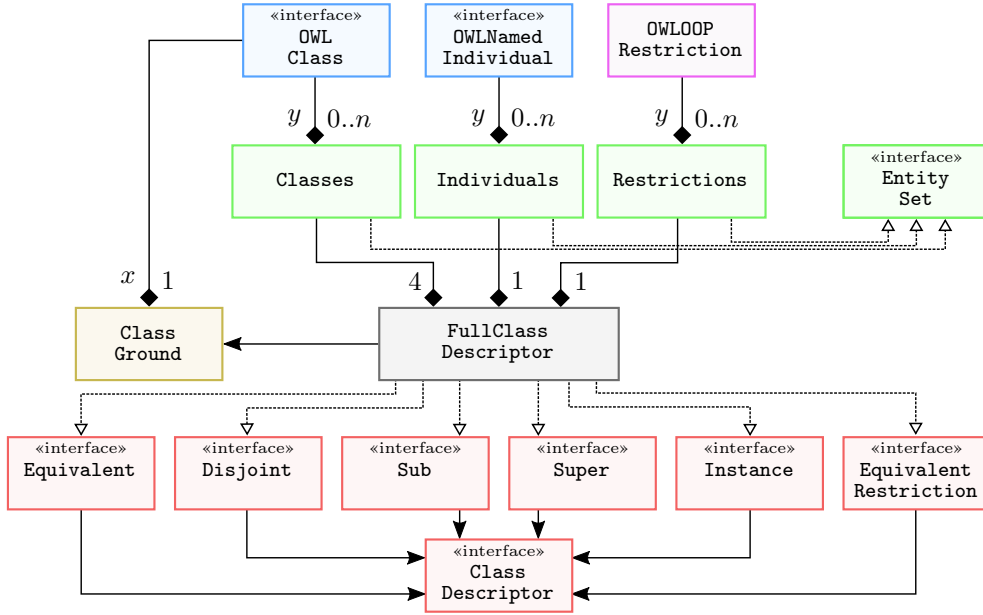 «interface»
OWL
Class
«interface»
OWLNamed
Individual
OWLOOP
Restriction
y
0..n
y
0..n
y
0..n
Classes
Individuals
Restrictions
«interface»
Entity
Set
x
1
4
1
1
Class
Ground
FullClass
Descriptor
«interface»
Equivalent
«interface»
Disjoint
«interface»
Sub
«interface»
Super
«interface»
Instance
«interface»
Equivalent
Restriction
«interface»
Class
Descriptor